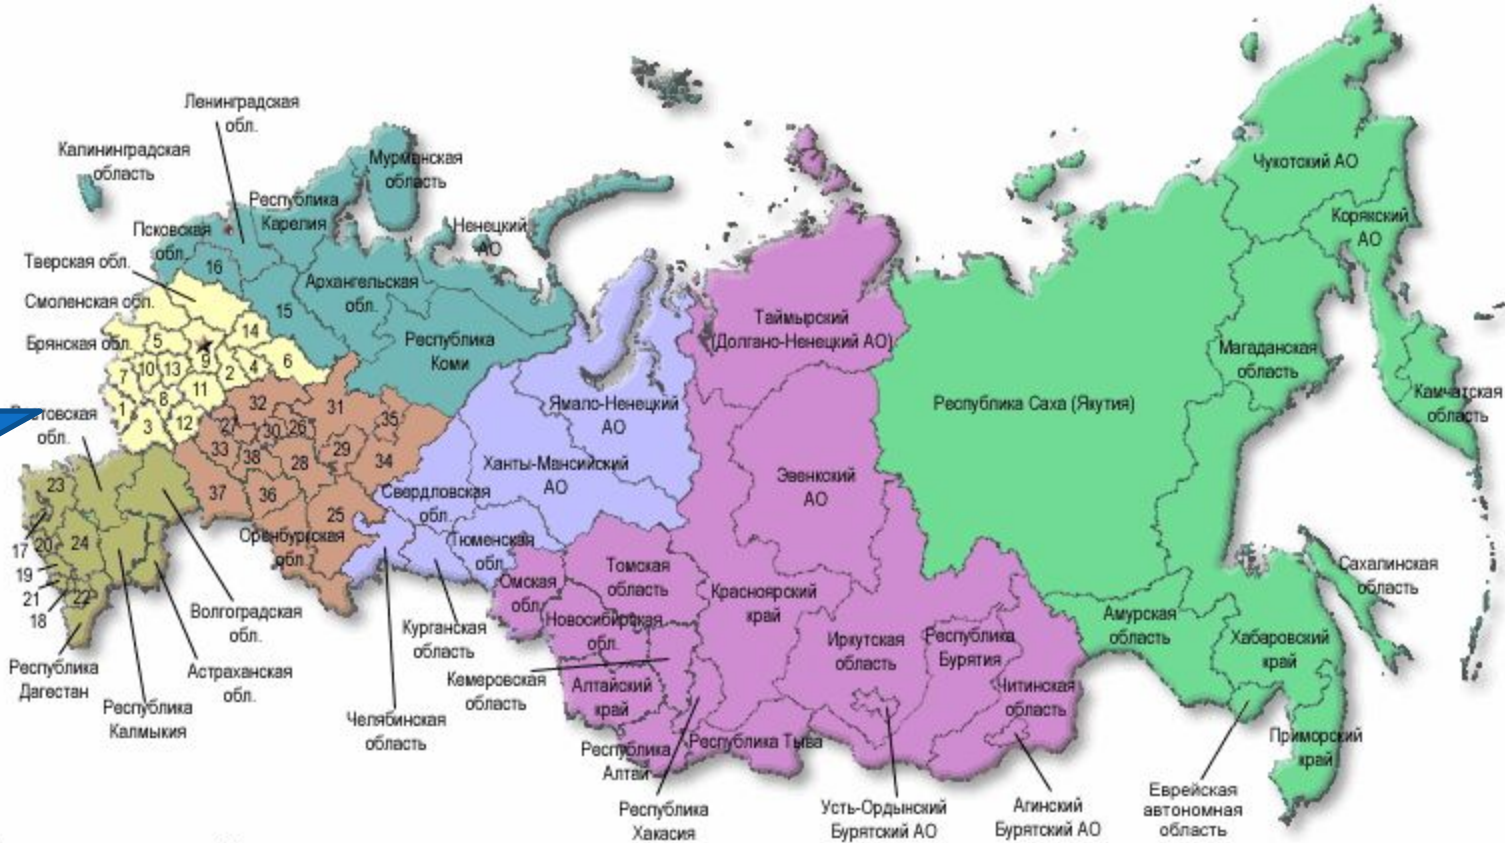 Ленинградская
обл.
Калининградская
область
Мурманская
область
Республика
Карелия
Ненецкий
АО
Псковская
обл.
Тверская обл.
16
Архангельская
обл.
Смоленская обл.
15
Республика
Коми
Брянская обл.
5
14
9
6
7
10
13
2
4
11
1
8
3
12
обл.
32
31
35
27
30
26
33
38
28
29
34
37
36
25
Оренбургская
обл.
23
17
20
24
19
21
22
18
Ямало-Ненецкий
АО
Ханты-Мансийский
АО
Свердловская
обл.
Тюменская
обл.
Таймырский
(Долгано-Ненецкий АО)
Эвенкский
АО
Красноярский
край
Томская
область
Омская
обл.
Новосибирская
обл.
Алтайский
край
Кемеровская
область
Курганская
область
Челябинская
область
Волгоградская
обл.
Астраханская
обл.
Республика
Дагестан
Республика
Калмыкия
Республика
Алтай
Республика
Хакасия
Республика Тыва
Иркутская
область
Республика
Бурятия
Читинская
область
Усть-Ордынский
Бурятский АО
Агинский
Бурятский АО
Чукотский АО
Корякский
АО
Магаданская
область
Камчатская
область
Республика Саха (Якутия)
Сахалинская
область
Амурская
область
Хабаровский
край
Приморский
край
Еврейская
автономная
область